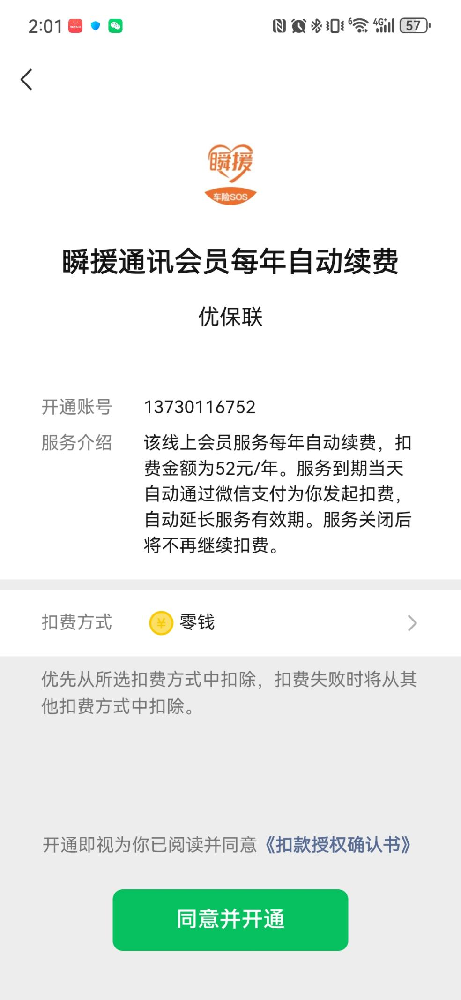 2:01
HUAWEI
6
4G+
57
瞬援
车险SOS
瞬援通讯会员每年自动续费
优保联
开通账号 13730116752
服务介绍 该线上会员服务每年自动续费，扣
费金额为52元/年。服务到期当天
自动通过微信支付为你发起扣费，
自动延长服务有效期。服务关闭后
将不再继续扣费。
扣费方式 ¥ 零钱
优先从所选扣费方式中扣除，扣费失败时将从其
他扣费方式中扣除。
开通即视为你已阅读并同意《扣款授权确认书》
同意并开通